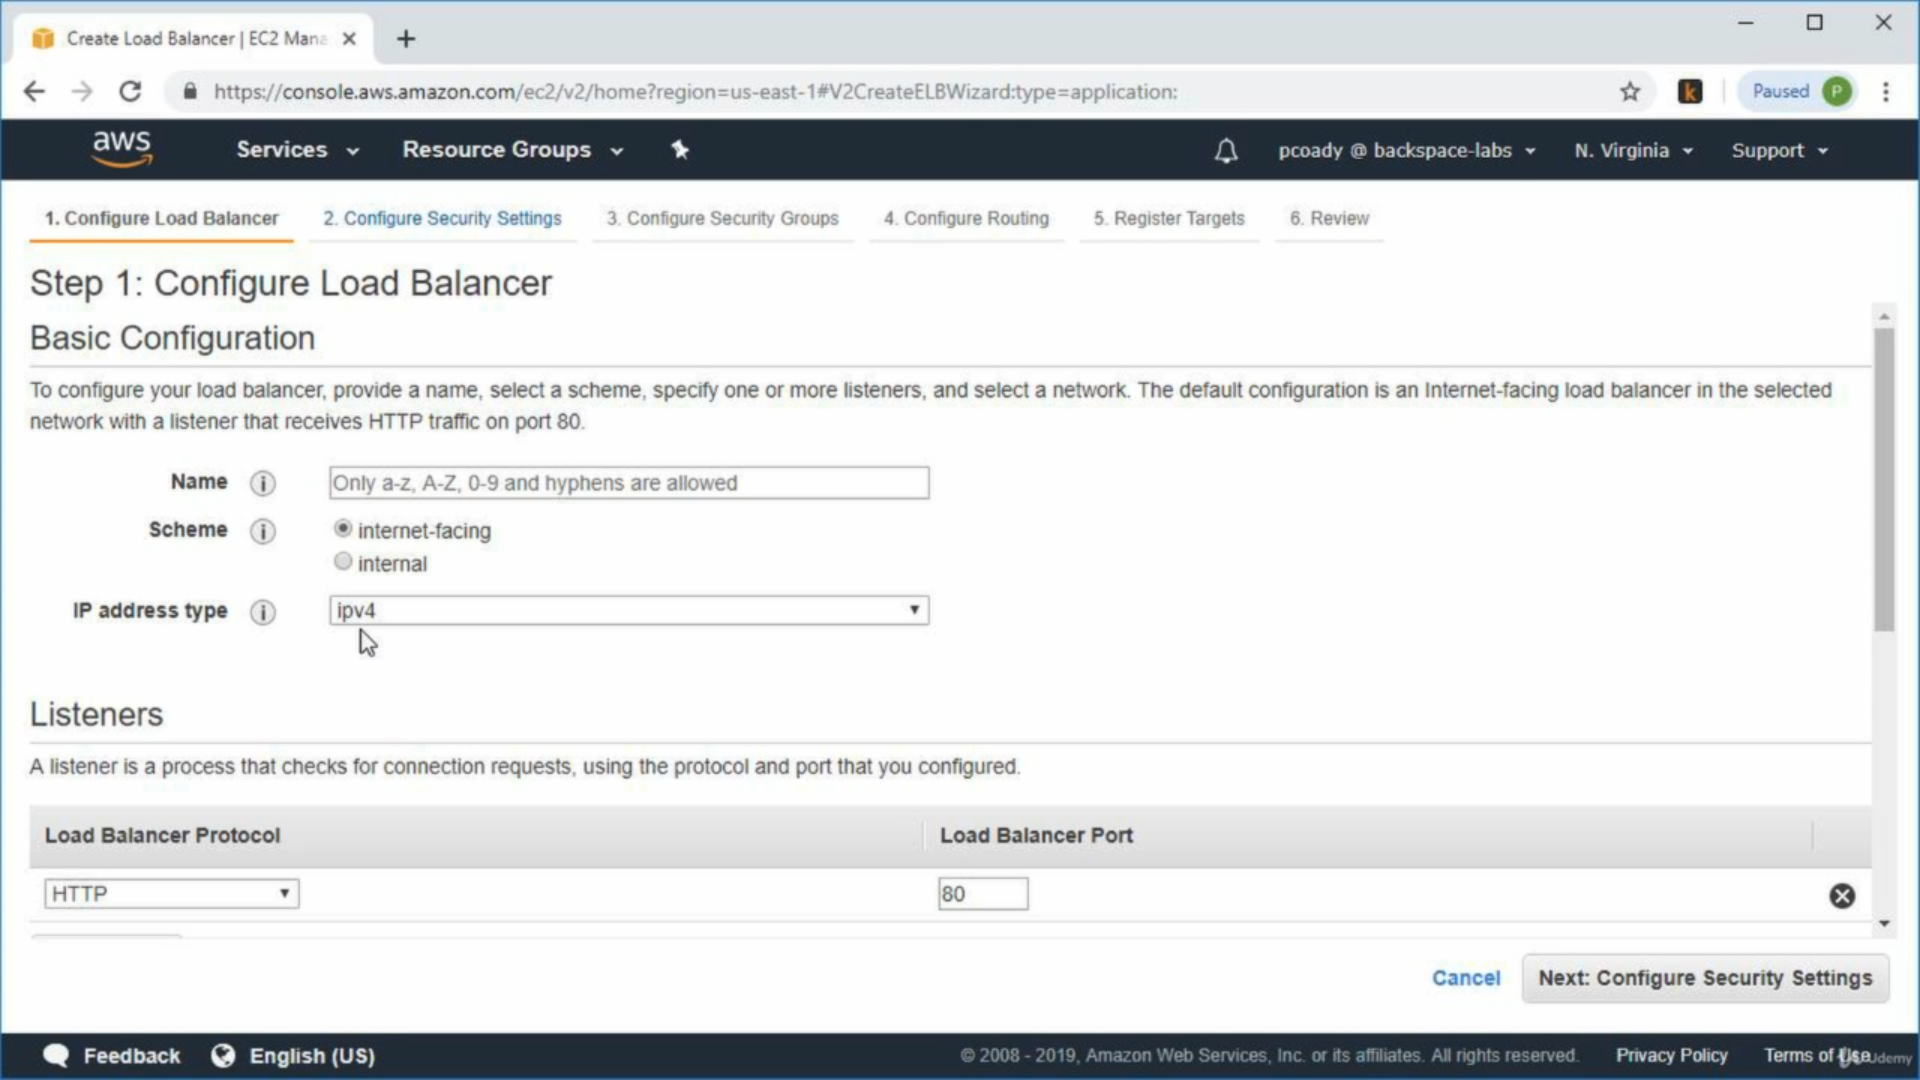 Create Load Balancer | EC2 Mana
https://console.aws.amazon.com/ec2/v2/home?region=us-east-1#V2CreateELBWizard:type=application:
k
Paused P
aws
Services
Resource Groups
pcoady @ backspace-labs
N. Virginia
Support
1. Configure Load Balancer
2. Configure Security Settings
3. Configure Security Groups
4. Configure Routing
5. Register Targets
6. Review
Step 1: Configure Load Balancer
Basic Configuration
To configure your load balancer, provide a name, select a scheme, specify one or more listeners, and select a network. The default configuration is an Internet-facing load balancer in the selected
network with a listener that receives HTTP traffic on port 80.
Name i Only a-z, A-Z, 0-9 and hyphens are allowed
Scheme i internet-facing
internal
IP address type i ipv4
Listeners
A listener is a process that checks for connection requests, using the protocol and port that you configured.
Load Balancer Protocol Load Balancer Port
HTTP 80
Cancel Next: Configure Security Settings
Feedback English (US) © 2008 - 2019, Amazon Web Services, Inc. or its affiliates. All rights reserved. Privacy Policy Terms of Use
Udemy